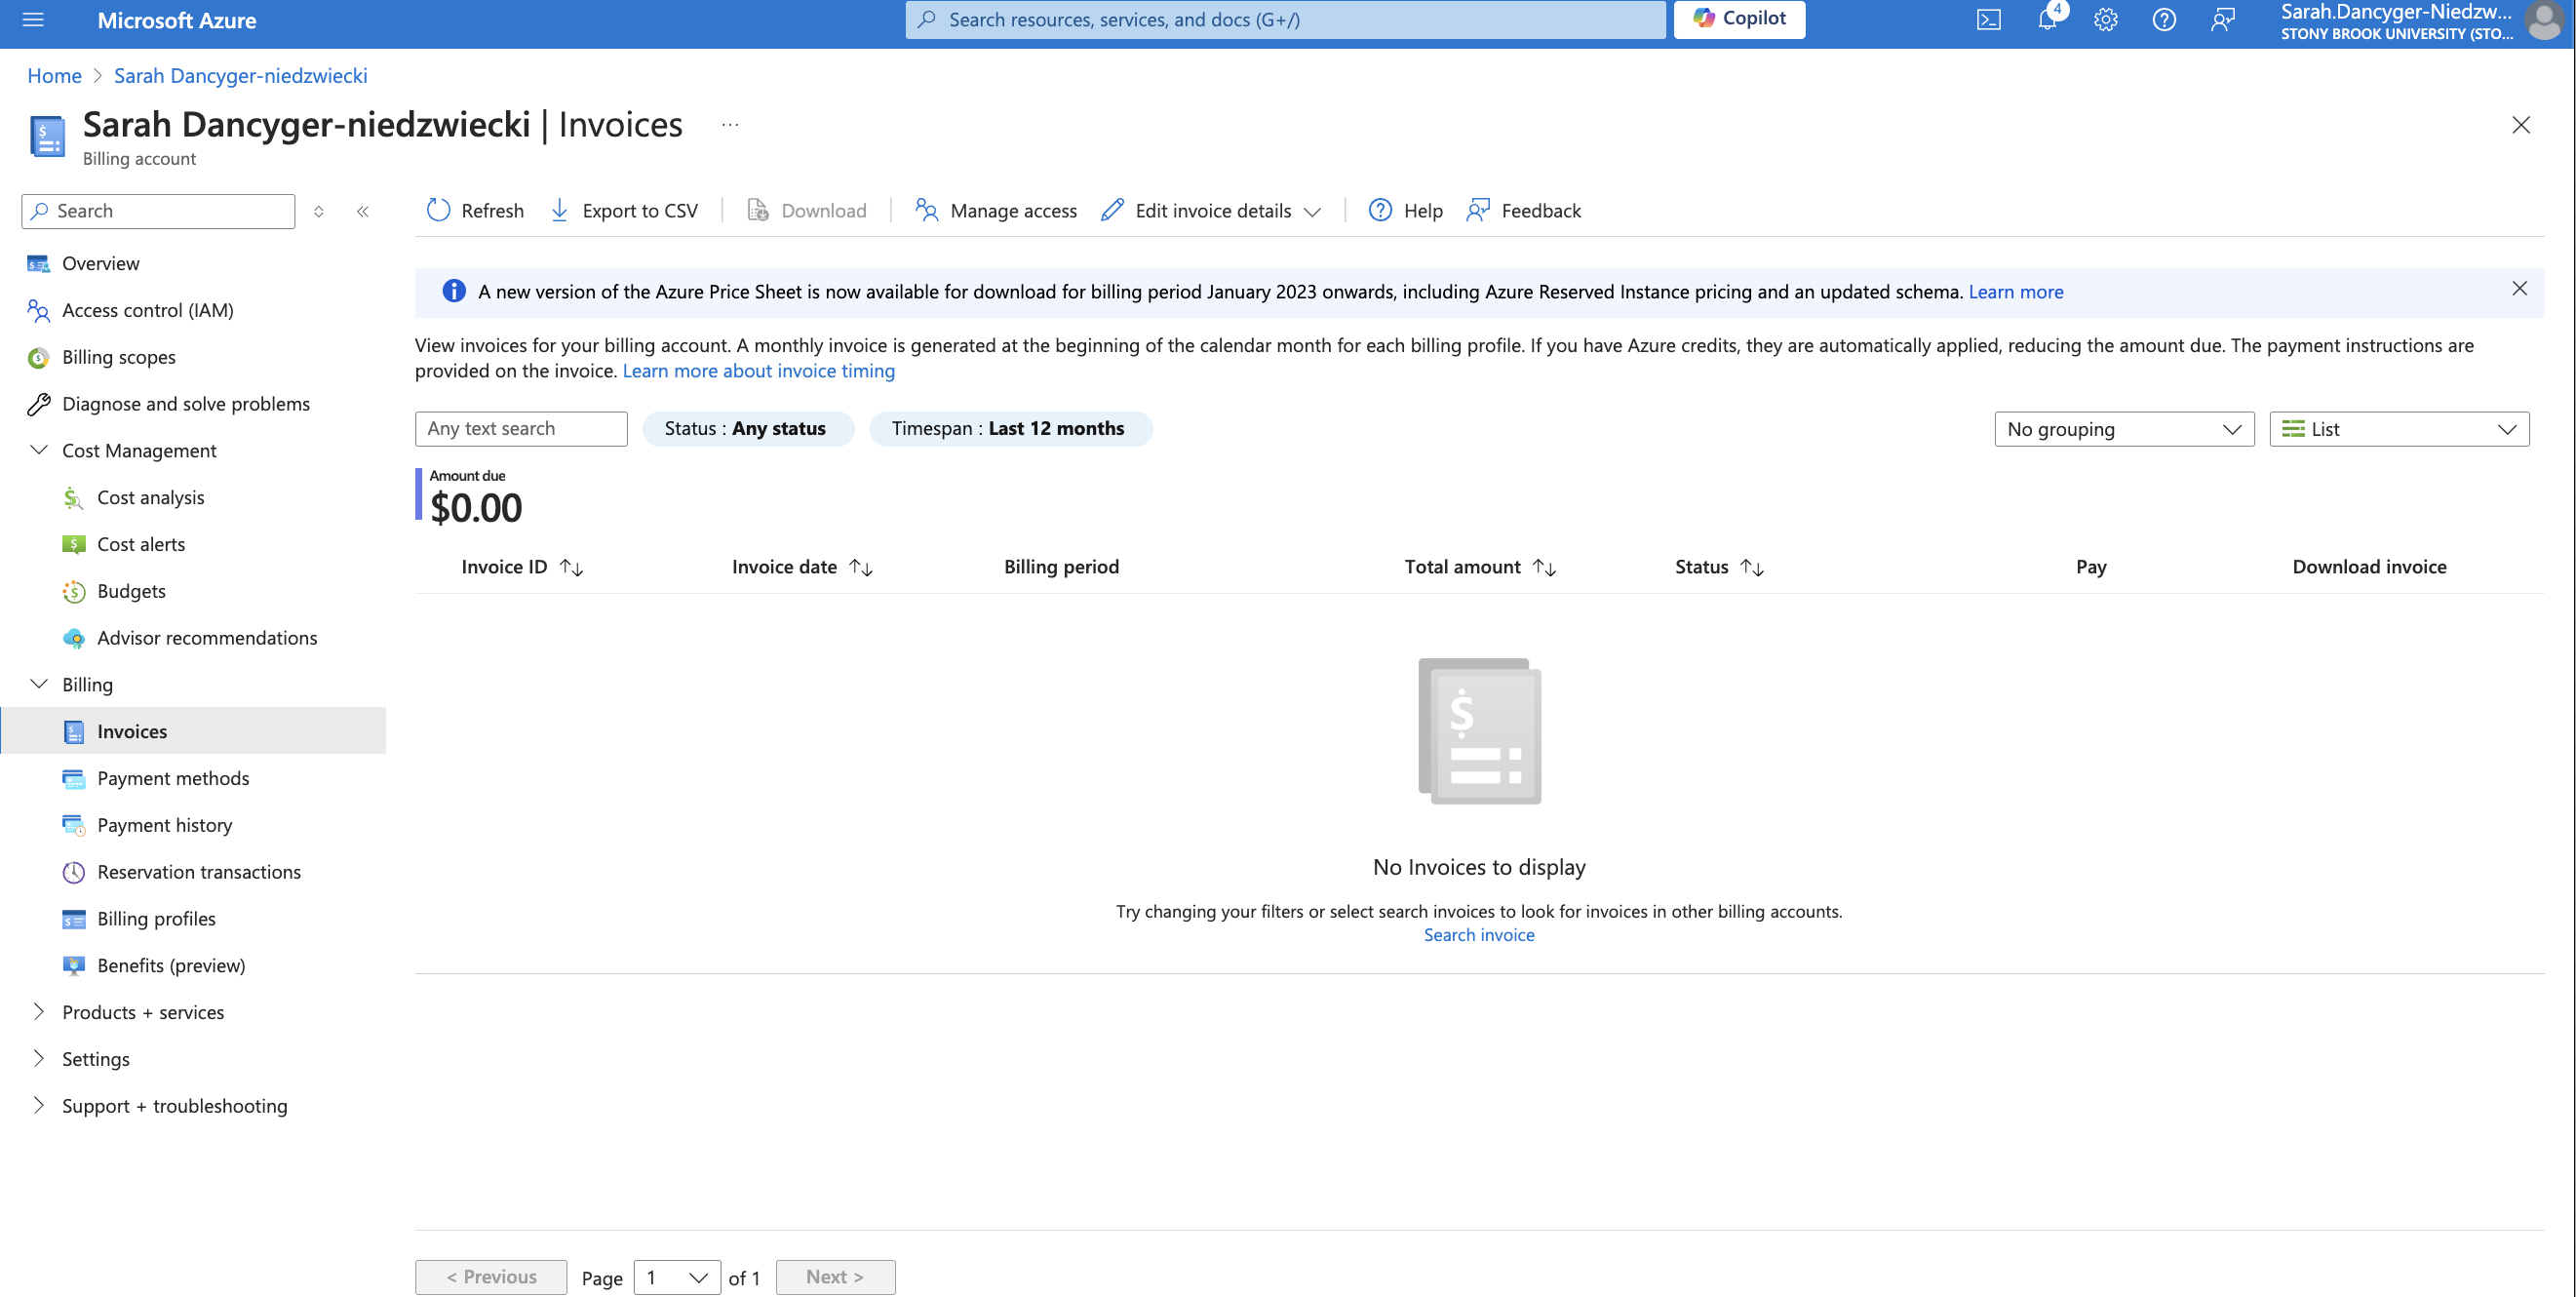 Microsoft Azure
Search resources, services, and docs (G+/)
Copilot
4
Sarah.Dancyger-Niedzw...
STONY BROOK UNIVERSITY (STO...
Home > Sarah Dancyger-niedzwiecki
Sarah Dancyger-niedzwiecki | Invoices ...
Billing account
Search
Refresh
Export to CSV
Download
Manage access
Edit invoice details
Help
Feedback
Overview
Access control (IAM)
Billing scopes
Diagnose and solve problems
Cost Management
Cost analysis
Cost alerts
Budgets
Advisor recommendations
Billing
Invoices
Payment methods
Payment history
Reservation transactions
Billing profiles
Benefits (preview)
Products + services
Settings
Support + troubleshooting
A new version of the Azure Price Sheet is now available for download for billing period January 2023 onwards, including Azure Reserved Instance pricing and an updated schema. Learn more
View invoices for your billing account. A monthly invoice is generated at the beginning of the calendar month for each billing profile. If you have Azure credits, they are automatically applied, reducing the amount due. The payment instructions are
provided on the invoice. Learn more about invoice timing
Any text search
Status : Any status
Timespan : Last 12 months
No grouping
List
Amount due
$0.00
Invoice ID ↑↓
Invoice date ↑↓
Billing period
Total amount ↑↓
Status ↑↓
Pay
Download invoice
No Invoices to display
Try changing your filters or select search invoices to look for invoices in other billing accounts.
Search invoice
< Previous
Page 1 of 1
Next >